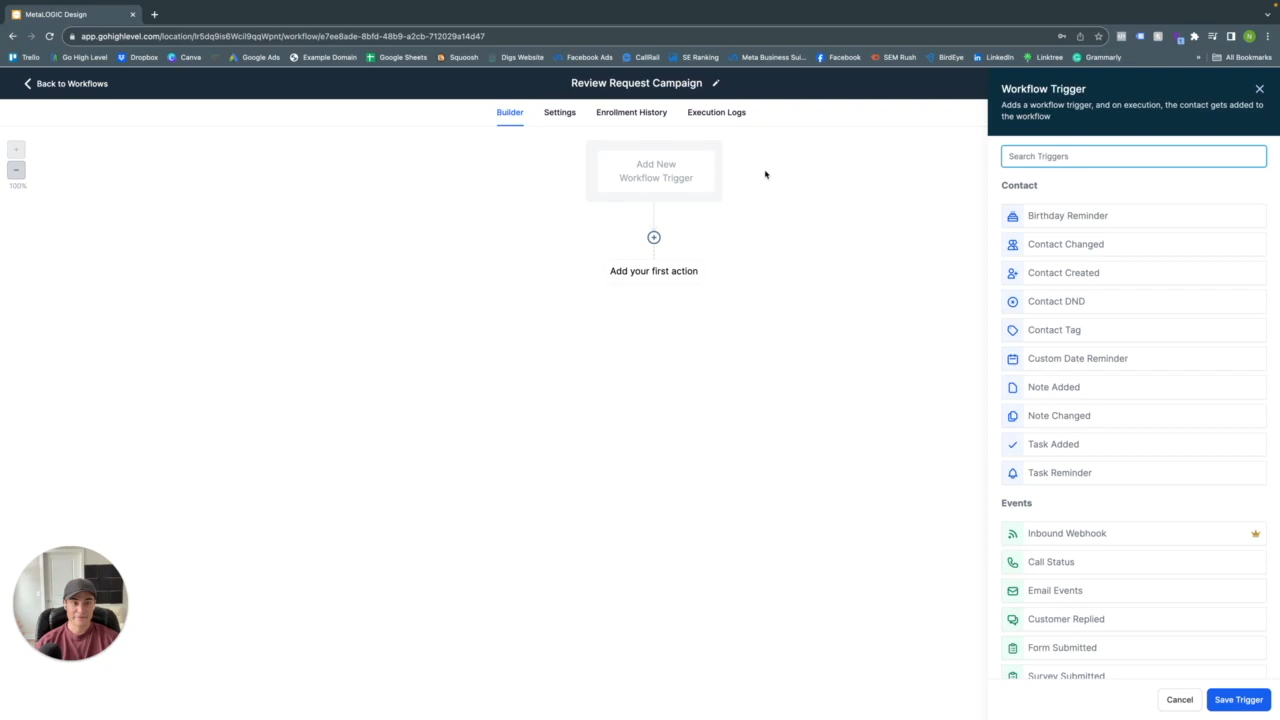 MetaLOGIC Design
app.gohighlevel.com/location/lr5dq9is6Wcil9qqWpnt/workflow/e7ee8ade-8bfd-48b9-a2cb-712029a14d47
Trello
Go High Level
Dropbox
Canva
Google Ads
Example Domain
Google Sheets
Squoosh
Digs Website
Facebook Ads
CallRail
SE Ranking
Meta Business Sui...
Facebook
SEM Rush
BirdEye
LinkedIn
Linktree
Grammarly
»
All Bookmarks
Back to Workflows
Review Request Campaign
Builder
Settings
Enrollment History
Execution Logs
100%
Add New
Workflow Trigger
Add your first action
Workflow Trigger
Adds a workflow trigger, and on execution, the contact gets added to
the workflow
Search Triggers
Contact
Birthday Reminder
Contact Changed
Contact Created
Contact DND
Contact Tag
Custom Date Reminder
Note Added
Note Changed
Task Added
Task Reminder
Events
Inbound Webhook
Call Status
Email Events
Customer Replied
Form Submitted
Survey Submitted
Cancel
Save Trigger